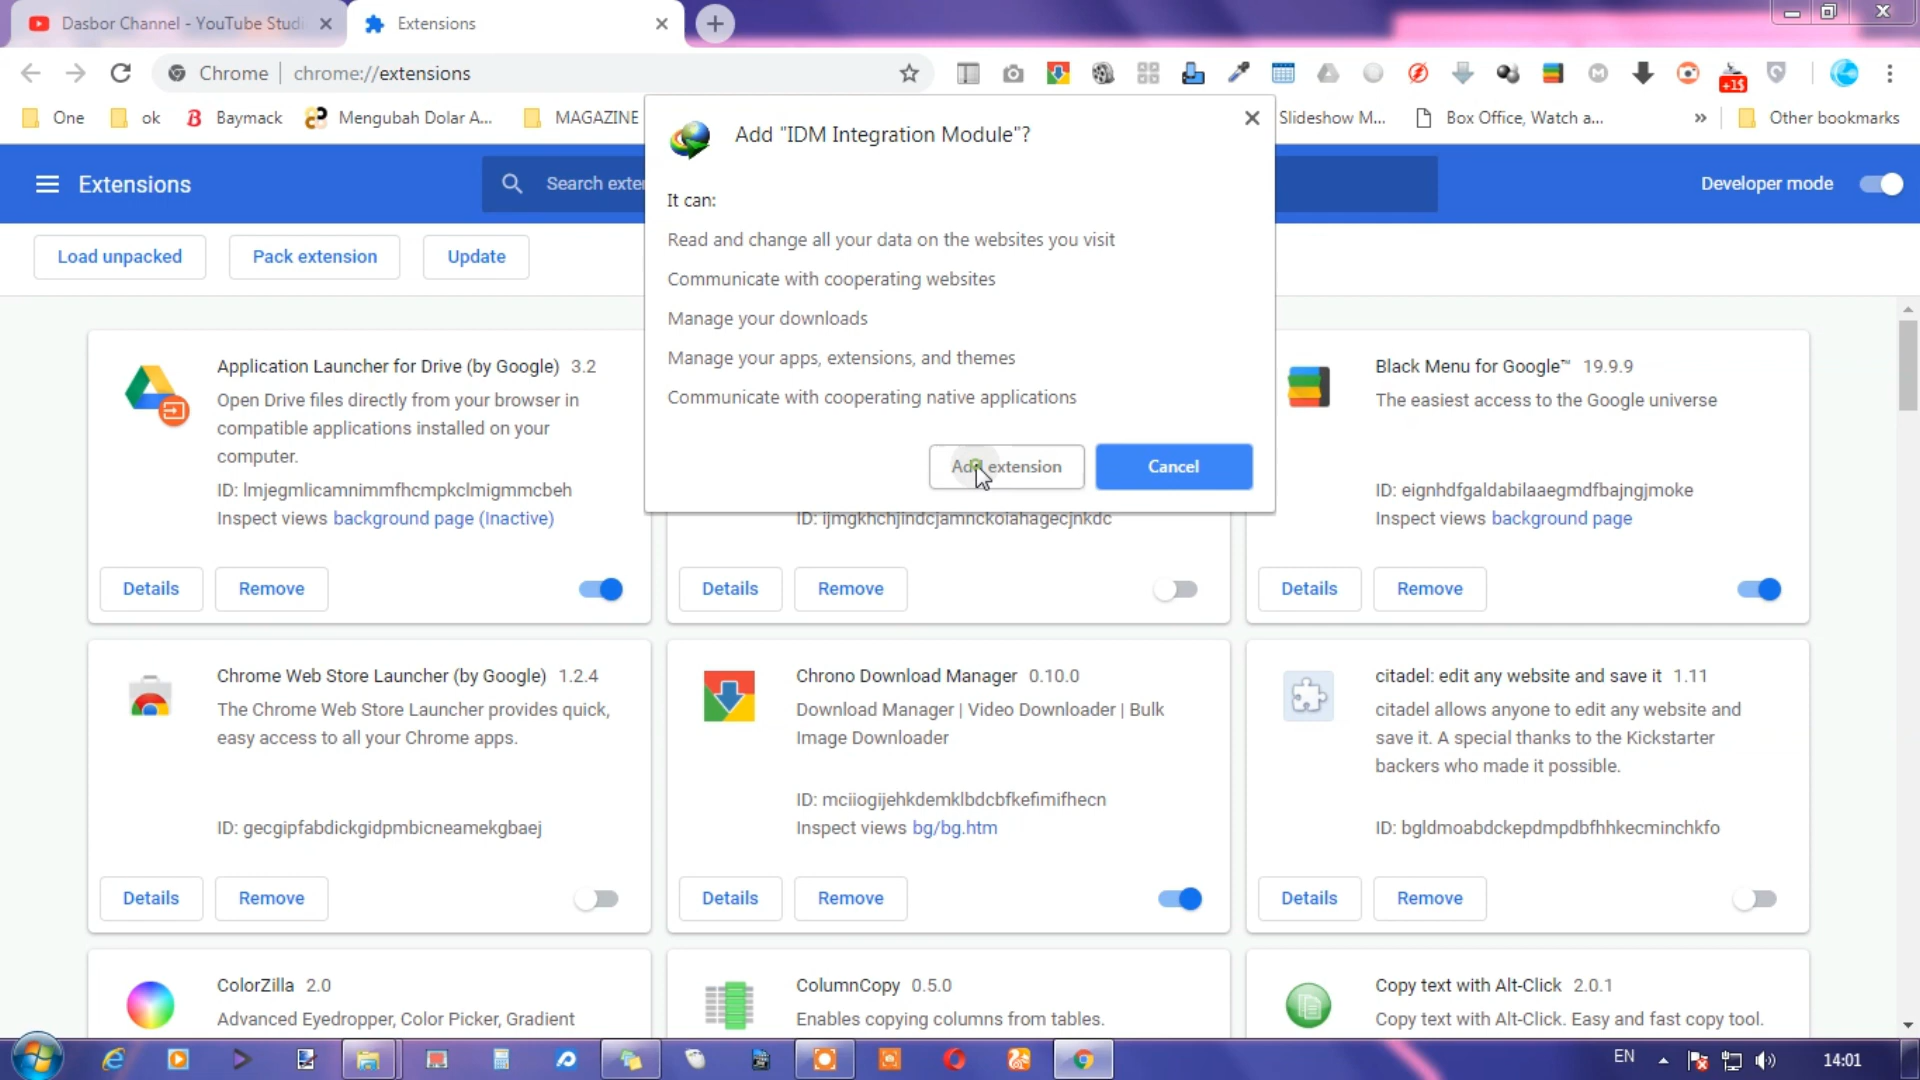 Dasbor Channel - YouTube Studi
Extensions
Chrome
chrome://extensions
+1$
One
ok
Baymack
Mengubah Dolar A...
MAGAZINE
Slideshow M...
Box Office, Watch a...
»
Other bookmarks
Extensions
Search exte
Developer mode
Load unpacked
Pack extension
Update
Add "IDM Integration Module"?
It can:
Read and change all your data on the websites you visit
Communicate with cooperating websites
Manage your downloads
Manage your apps, extensions, and themes
Communicate with cooperating native applications
Add extension
Cancel
Application Launcher for Drive (by Google) 3.2
Open Drive files directly from your browser in
compatible applications installed on your
computer.
ID: lmjegmlicamnimmfhcmpkclmigmmcbeh
Inspect views background page (Inactive)
Details
Remove
ID: ijmgkhchjindcjamnckoiahagecjnkdc
Details
Remove
Black Menu for Google™ 19.9.9
The easiest access to the Google universe
ID: eignhdfgaldabilaaegmdfbajngjmoke
Inspect views background page
Details
Remove
Chrome Web Store Launcher (by Google) 1.2.4
The Chrome Web Store Launcher provides quick,
easy access to all your Chrome apps.
ID: gecgipfabdickgidpmbicneamekgbaej
Details
Remove
Chrono Download Manager 0.10.0
Download Manager | Video Downloader | Bulk
Image Downloader
ID: mciiogijehkdemklbdcbfkefimifhecn
Inspect views bg/bg.htm
Details
Remove
citadel: edit any website and save it 1.11
citadel allows anyone to edit any website and
save it. A special thanks to the Kickstarter
backers who made it possible.
ID: bgldmoabdckepdmpdbfhhkecminchkfo
Details
Remove
ColorZilla 2.0
Advanced Eyedropper, Color Picker, Gradient
ColumnCopy 0.5.0
Enables copying columns from tables.
Copy text with Alt-Click 2.0.1
Copy text with Alt-Click. Easy and fast copy tool.
EN
14:01